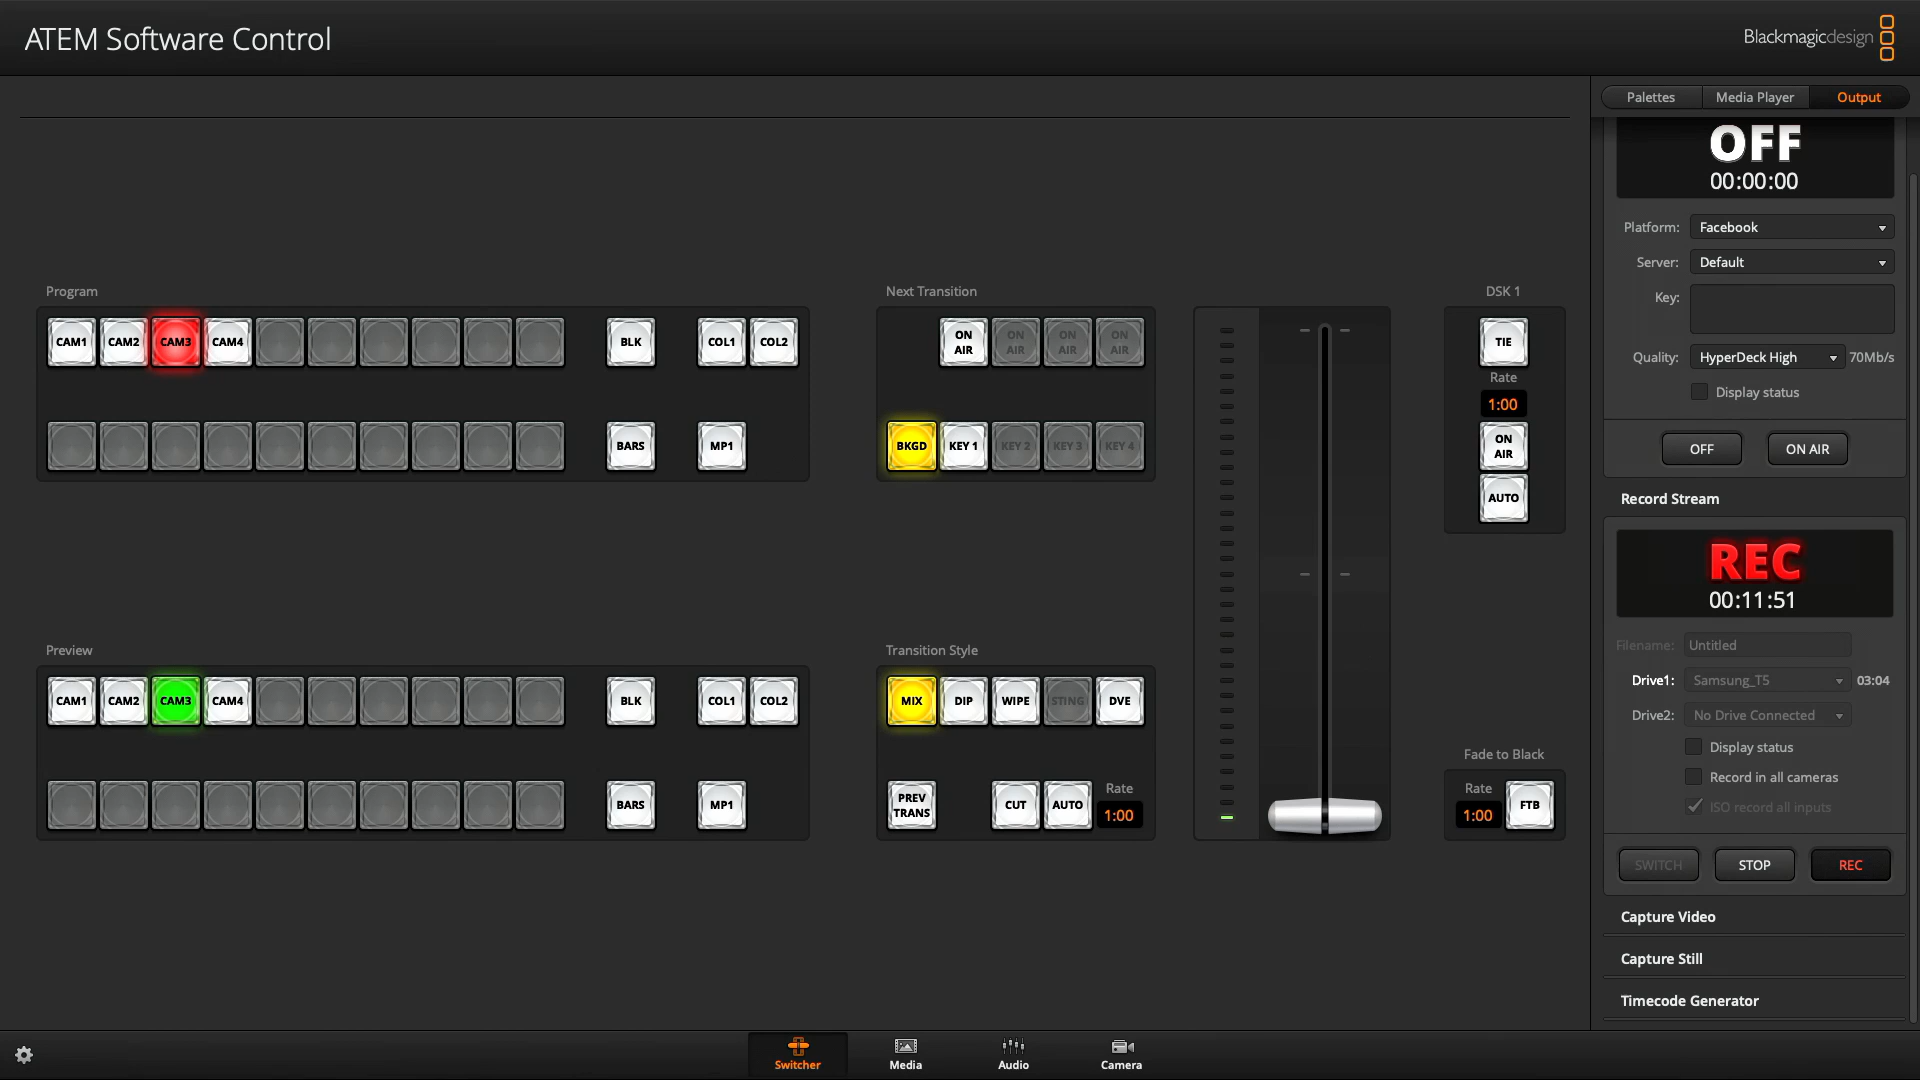 ATEM Software Control
Blackmagicdesign
Palettes
Media Player
Output
OFF
00:00:00
Platform: Facebook
Server: Default
Key:
Quality: HyperDeck High 70Mb/s
Display status
OFF
ON AIR
Record Stream
REC
00:11:51
Filename: Untitled
Drive1: Samsung_T5 03:04
Drive2: No Drive Connected
Display status
Record in all cameras
ISO record all inputs
SWITCH
STOP
REC
Capture Video
Capture Still
Timecode Generator
Program
CAM1 CAM2 CAM3 CAM4 BLK COL1 COL2
BARS MP1
Next Transition
ON AIR
ON AIR
ON AIR
ON AIR
BKGD KEY 1 KEY 2 KEY 3 KEY 4
DSK 1
TIE
Rate
1:00
ON
AIR
AUTO
Preview
CAM1 CAM2 CAM3 CAM4 BLK COL1 COL2
BARS MP1
Transition Style
MIX DIP WIPE STING DVE
PREV
TRANS
CUT
AUTO
Rate
1:00
Fade to Black
Rate
1:00
FTB
Switcher
Media
Audio
Camera